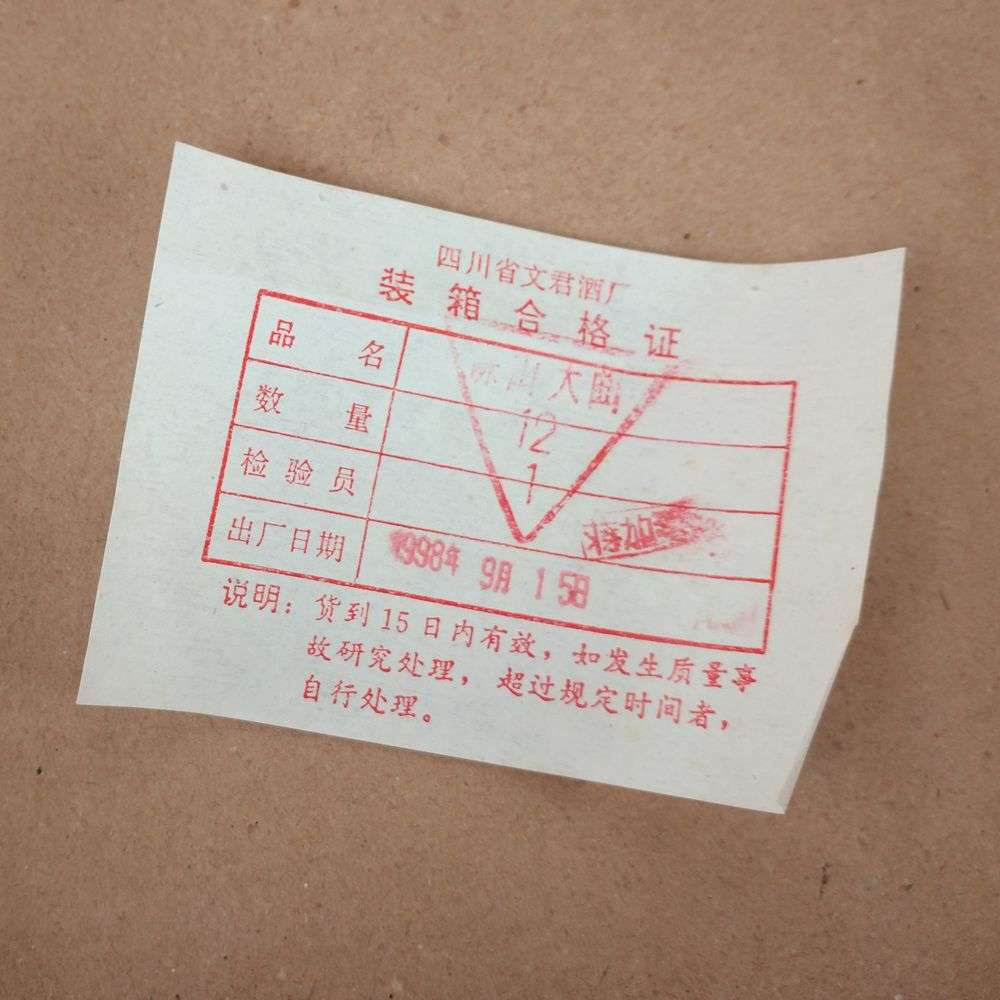 四川省文君酒厂
装箱合格证
品名
数量 12
检验员 1
出厂日期 1998年 9月 15日
说明：货到15日内有效，如发生质量事
故研究处理，超过规定时间者，
自行处理。